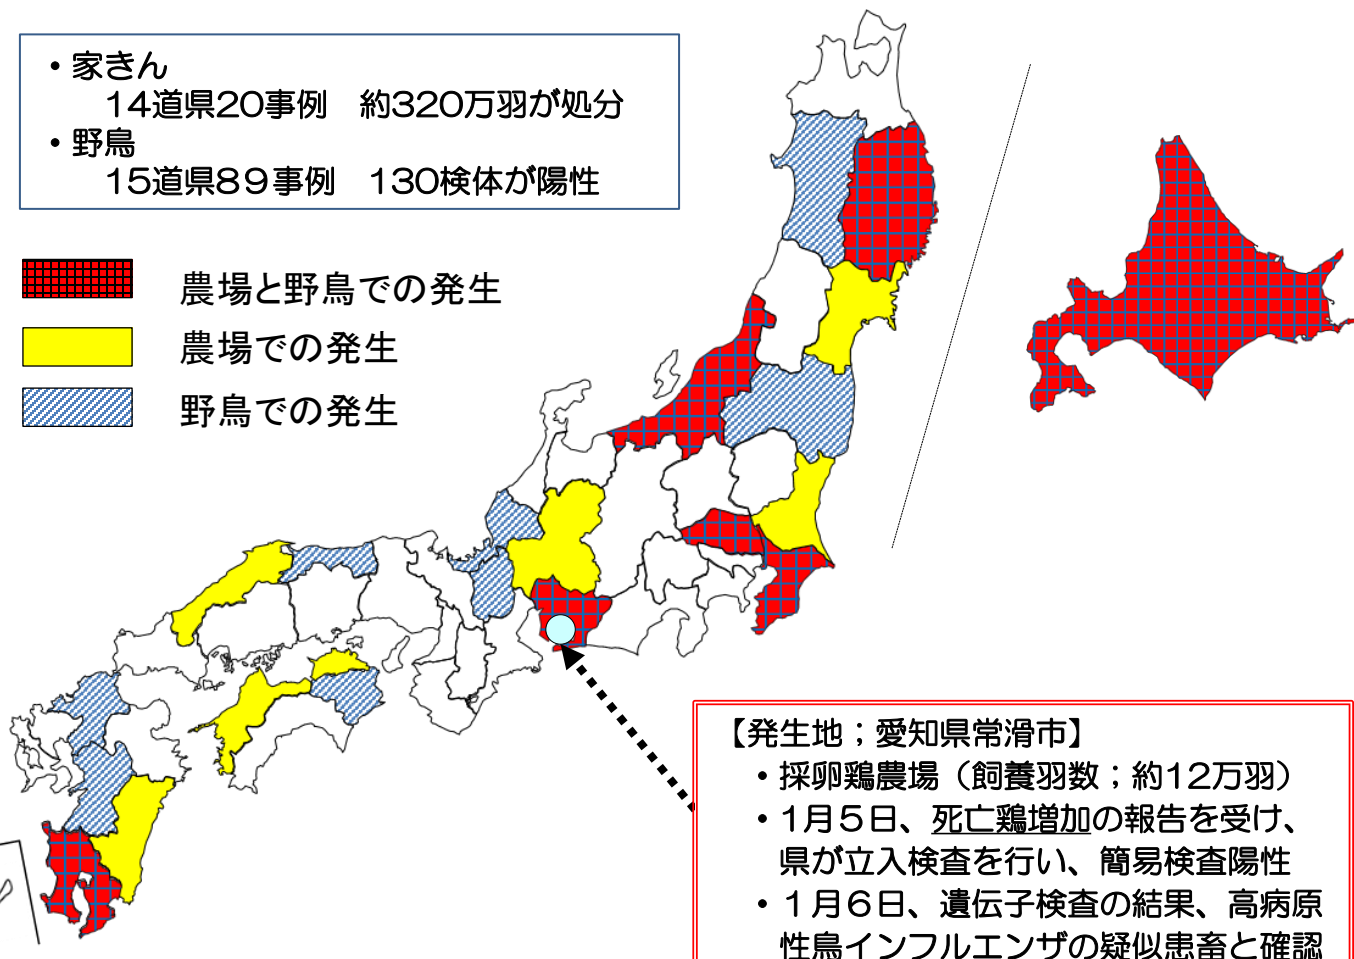 ・家きん
14道県20事例　約320万羽が処分
・野鳥
15道県89事例　130検体が陽性
農場と野鳥での発生
農場での発生
野鳥での発生
【発生地；愛知県常滑市】
・採卵鶏農場（飼養羽数；約12万羽）
・1月5日、死亡鶏増加の報告を受け、
県が立入検査を行い、簡易検査陽性
・1月6日、遺伝子検査の結果、高病原
性鳥インフルエンザの疑似患畜と確認